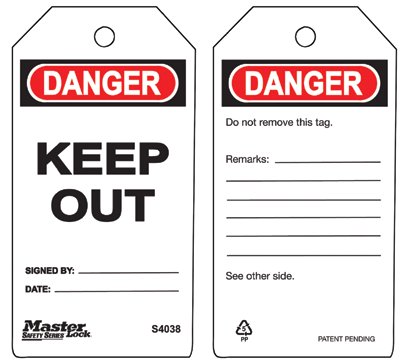 DANGER
KEEP
OUT
SIGNED BY:
DATE:
Master Lock
SAFETY SERIES
S4038
DANGER
Do not remove this tag.
Remarks:
See other side.
5
PP
PATENT PENDING